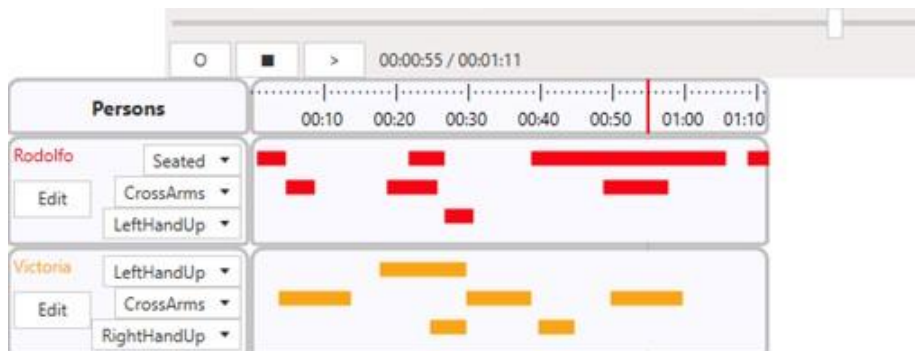 O ■ > 00:00:55 / 00:01:11
Persons
00:10 00:20 00:30 00:40 00:50 01:00 01:10
Rodolfo
Seated
Edit
CrossArms
LeftHandUp
Victoria
LeftHandUp
Edit
CrossArms
RightHandUp